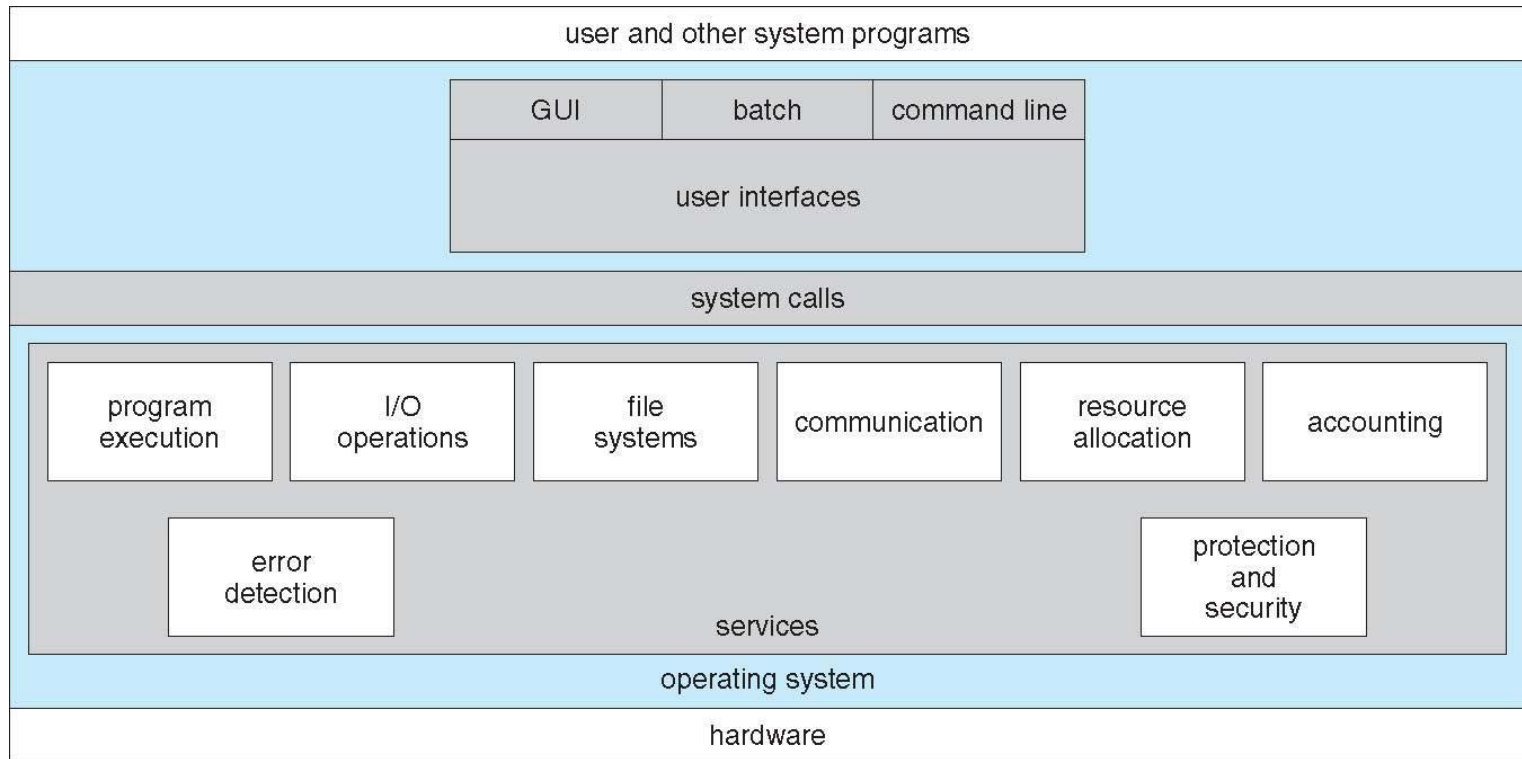 user and other system programs
GUI
batch
command line
user interfaces
system calls
program
execution
I/O
operations
file
systems
communication
resource
allocation
accounting
error
detection
protection
and
security
services
operating system
hardware